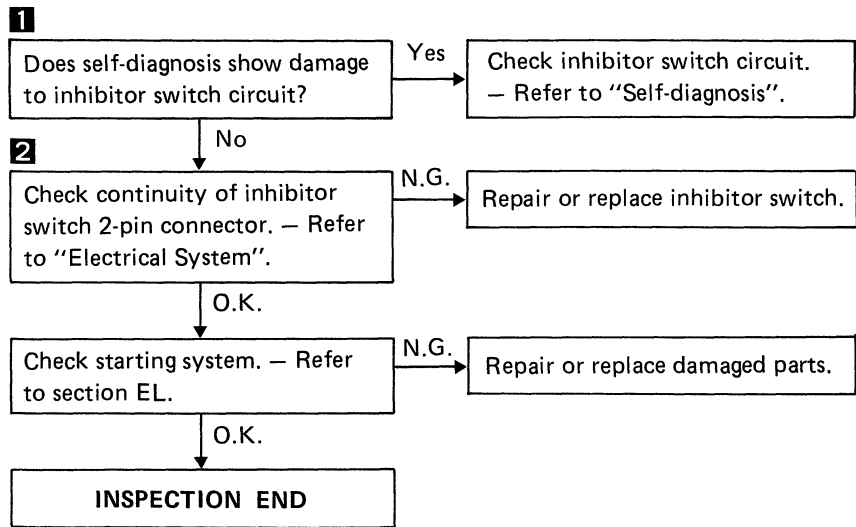 1
Does self-diagnosis show damage
to inhibitor switch circuit?
Yes
Check inhibitor switch circuit.
— Refer to "Self-diagnosis".
No
2
Check continuity of inhibitor
switch 2-pin connector. — Refer
to "Electrical System".
N.G.
Repair or replace inhibitor switch.
O.K.
Check starting system. — Refer
to section EL.
N.G.
Repair or replace damaged parts.
O.K.
INSPECTION END